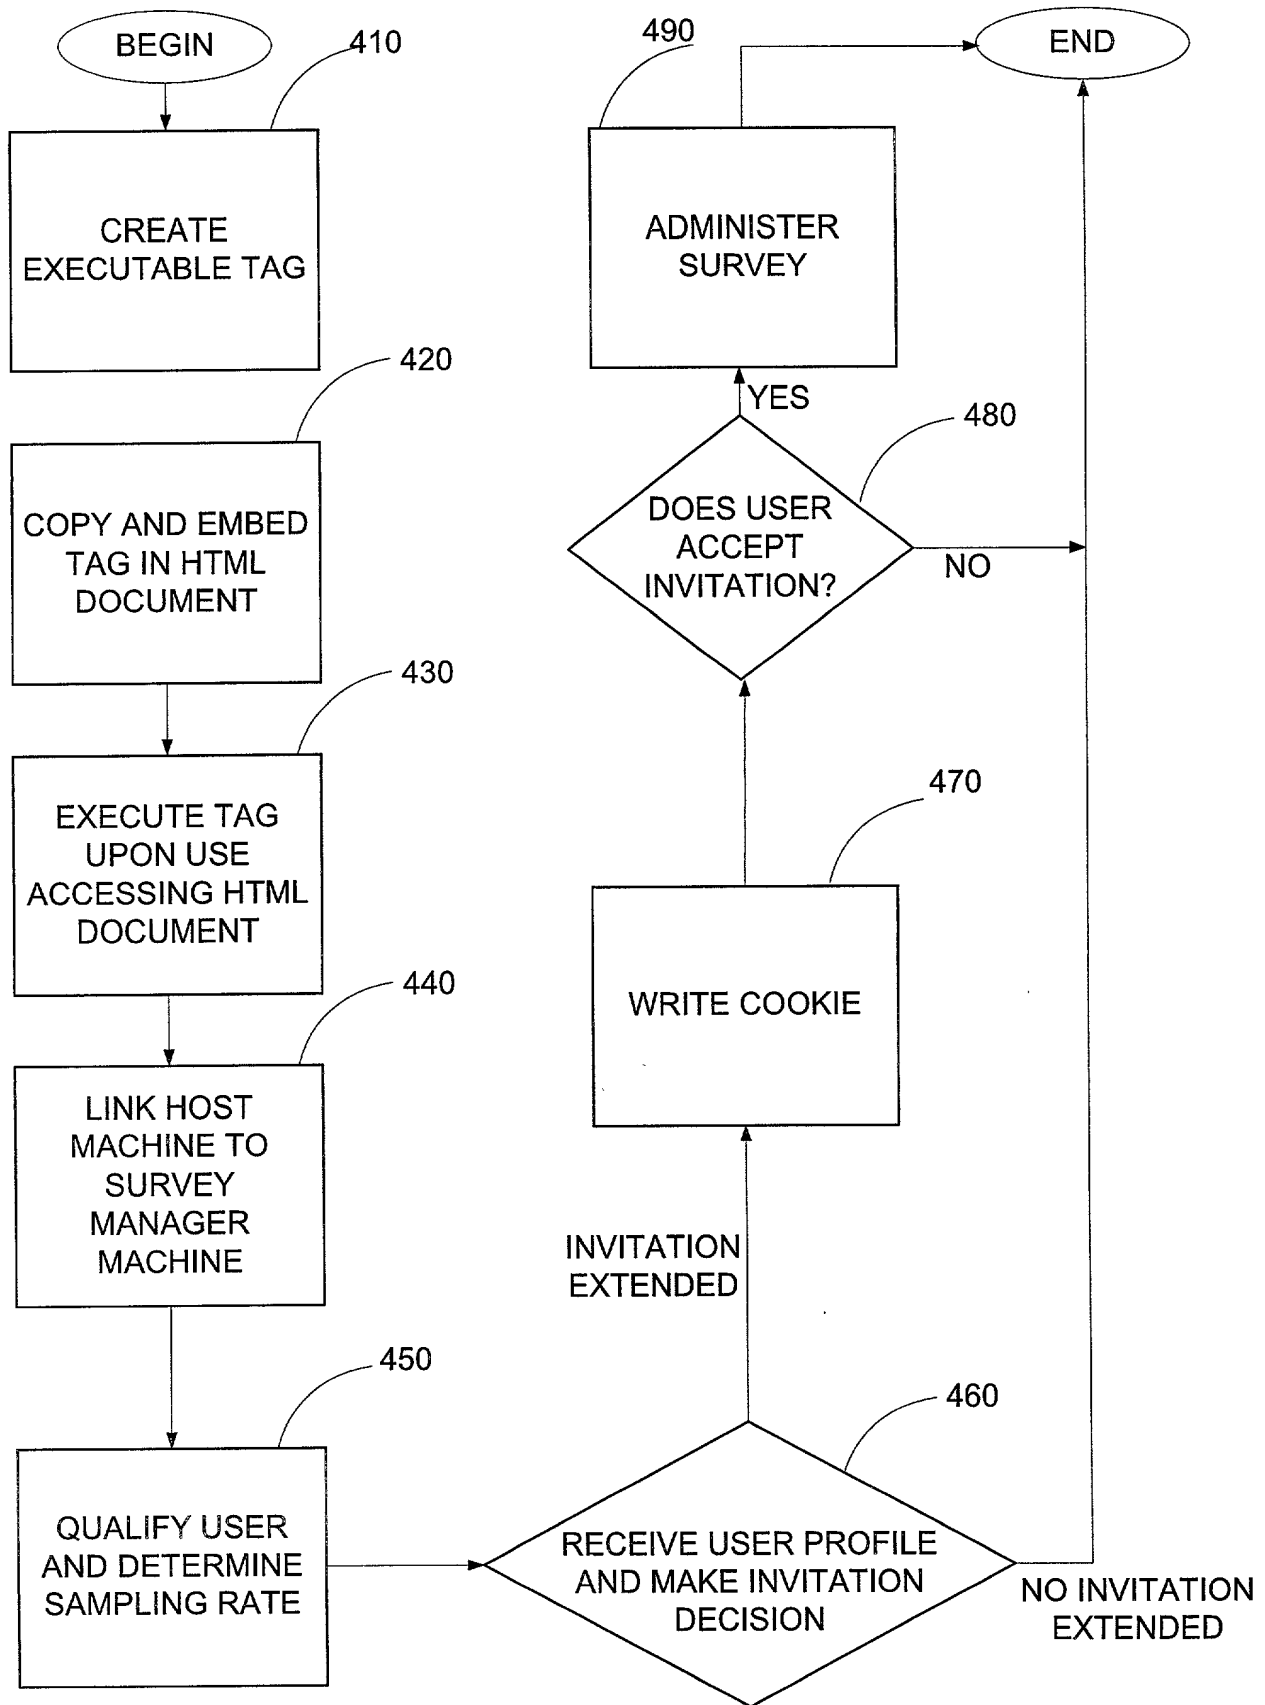 BEGIN
410
CREATE
EXECUTABLE TAG
420
COPY AND EMBED
TAG IN HTML
DOCUMENT
430
EXECUTE TAG
UPON USE
ACCESSING HTML
DOCUMENT
440
LINK HOST
MACHINE TO
SURVEY
MANAGER
MACHINE
450
QUALIFY USER
AND DETERMINE
SAMPLING RATE
460
RECEIVE USER PROFILE
AND MAKE INVITATION
DECISION
NO INVITATION
EXTENDED
INVITATION
EXTENDED
470
WRITE COOKIE
480
DOES USER
ACCEPT
INVITATION?
NO
YES
490
ADMINISTER
SURVEY
END